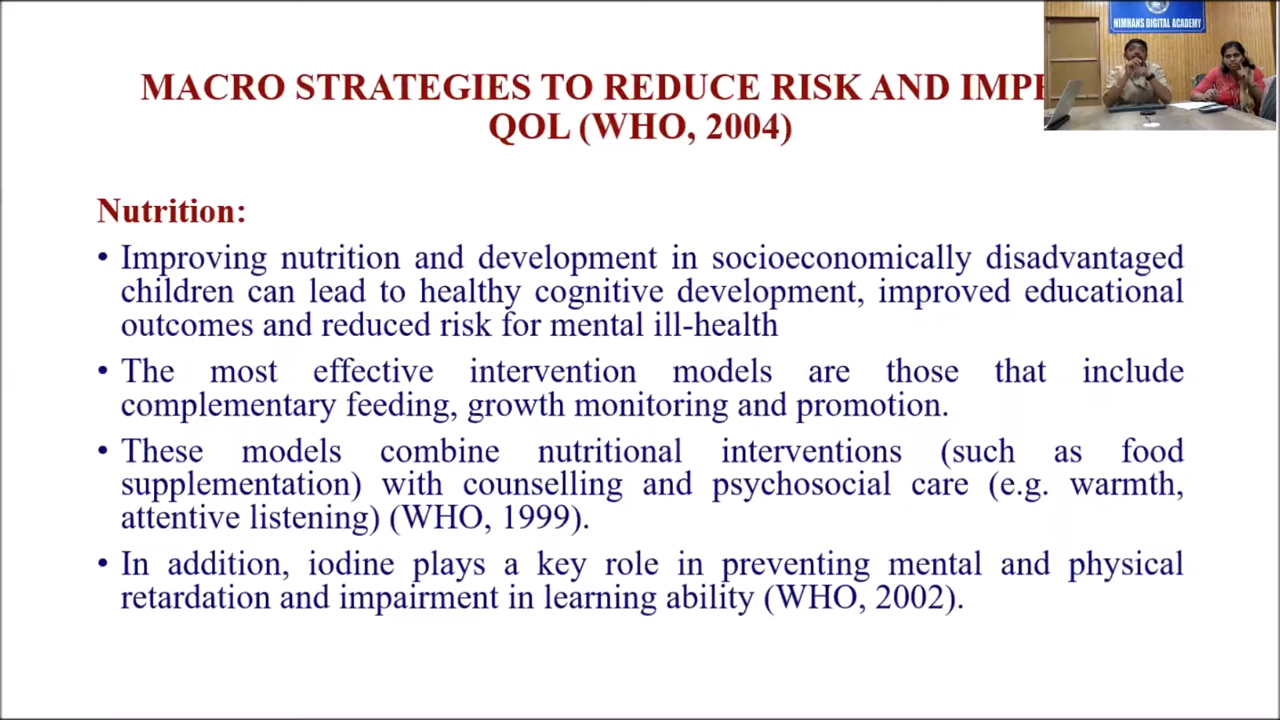 NIMHANS DIGITAL ACADEMY
MACRO STRATEGIES TO REDUCE RISK AND
QOL (WHO, 2004)
Nutrition:
• Improving nutrition and development in socioeconomically disadvantaged
children can lead to healthy cognitive development, improved educational
outcomes and reduced risk for mental ill-health
• The most effective intervention models are those that include
complementary feeding, growth monitoring and promotion.
• These models combine nutritional interventions (such as food
supplementation) with counselling and psychosocial care (e.g. warmth,
attentive listening) (WHO, 1999).
• In addition, iodine plays a key role in preventing mental and physical
retardation and impairment in learning ability (WHO, 2002).